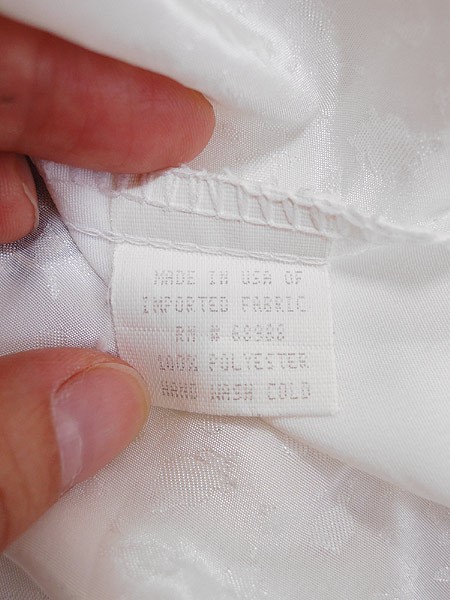 MADE IN USA OF
IMPORTED FABRIC
RN # 68988
100% POLYESTER
HAND WASH COLD